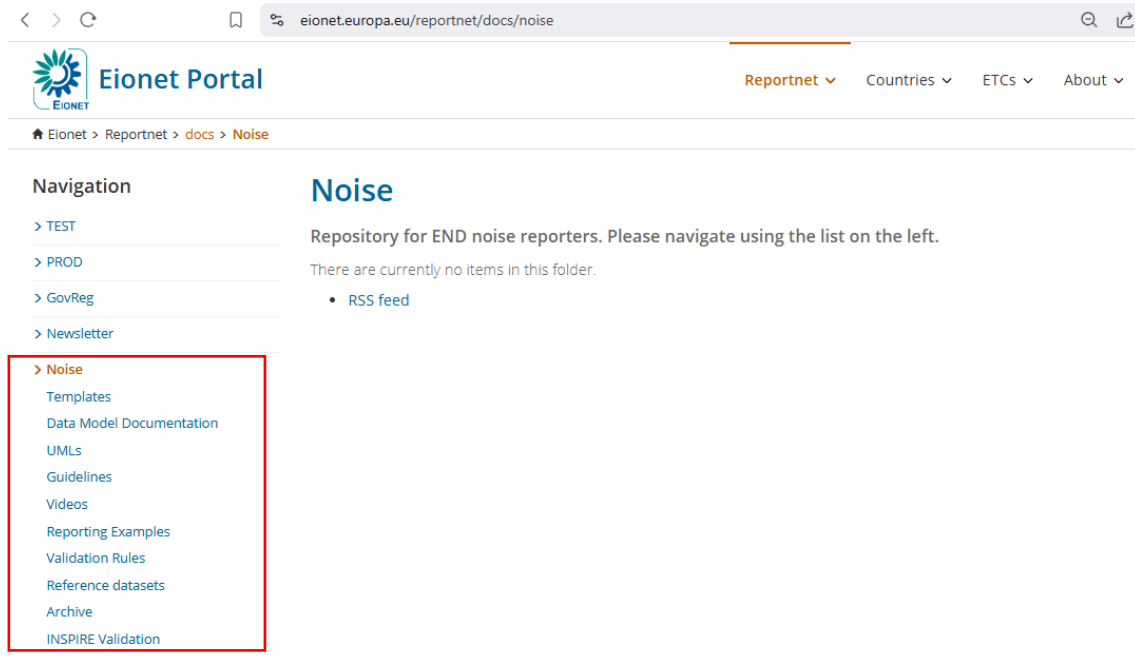 eionet.europa.eu/reportnet/docs/noise
EIONET
Eionet Portal
Reportnet
Countries
ETCs
About
Eionet > Reportnet > docs > Noise
Navigation
> TEST
> PROD
> GovReg
> Newsletter
> Noise
Templates
Data Model Documentation
UMLs
Guidelines
Videos
Reporting Examples
Validation Rules
Reference datasets
Archive
INSPIRE Validation
Noise
Repository for END noise reporters. Please navigate using the list on the left.
There are currently no items in this folder.
• RSS feed